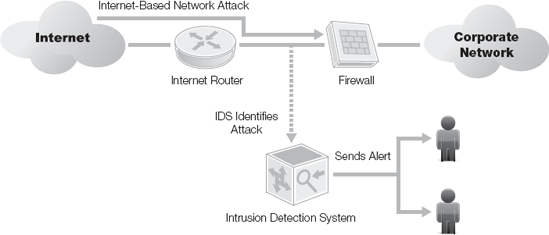 Internet-Based Network Attack
Internet
Corporate
Network
Internet Router
Firewall
IDS Identifies
Attack
Sends Alert
Intrusion Detection System